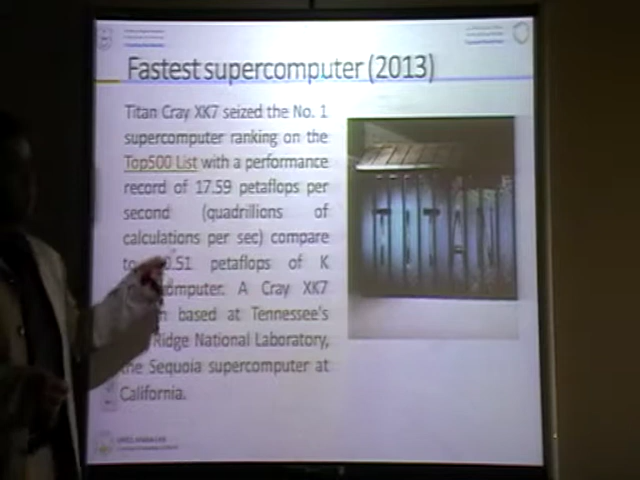 Fastest supercomputer (2013)
Titan Cray XK7 seized the No. 1
supercomputer ranking on the
Top500 List with a performance
record of 17.59 petaflops per
second (quadrillions of
calculations per sec) compare
.51 petaflops of K
computer. A Cray XK7
based at Tennessee's
Ridge National Laboratory,
the Sequoia supercomputer at
California.
TITAN